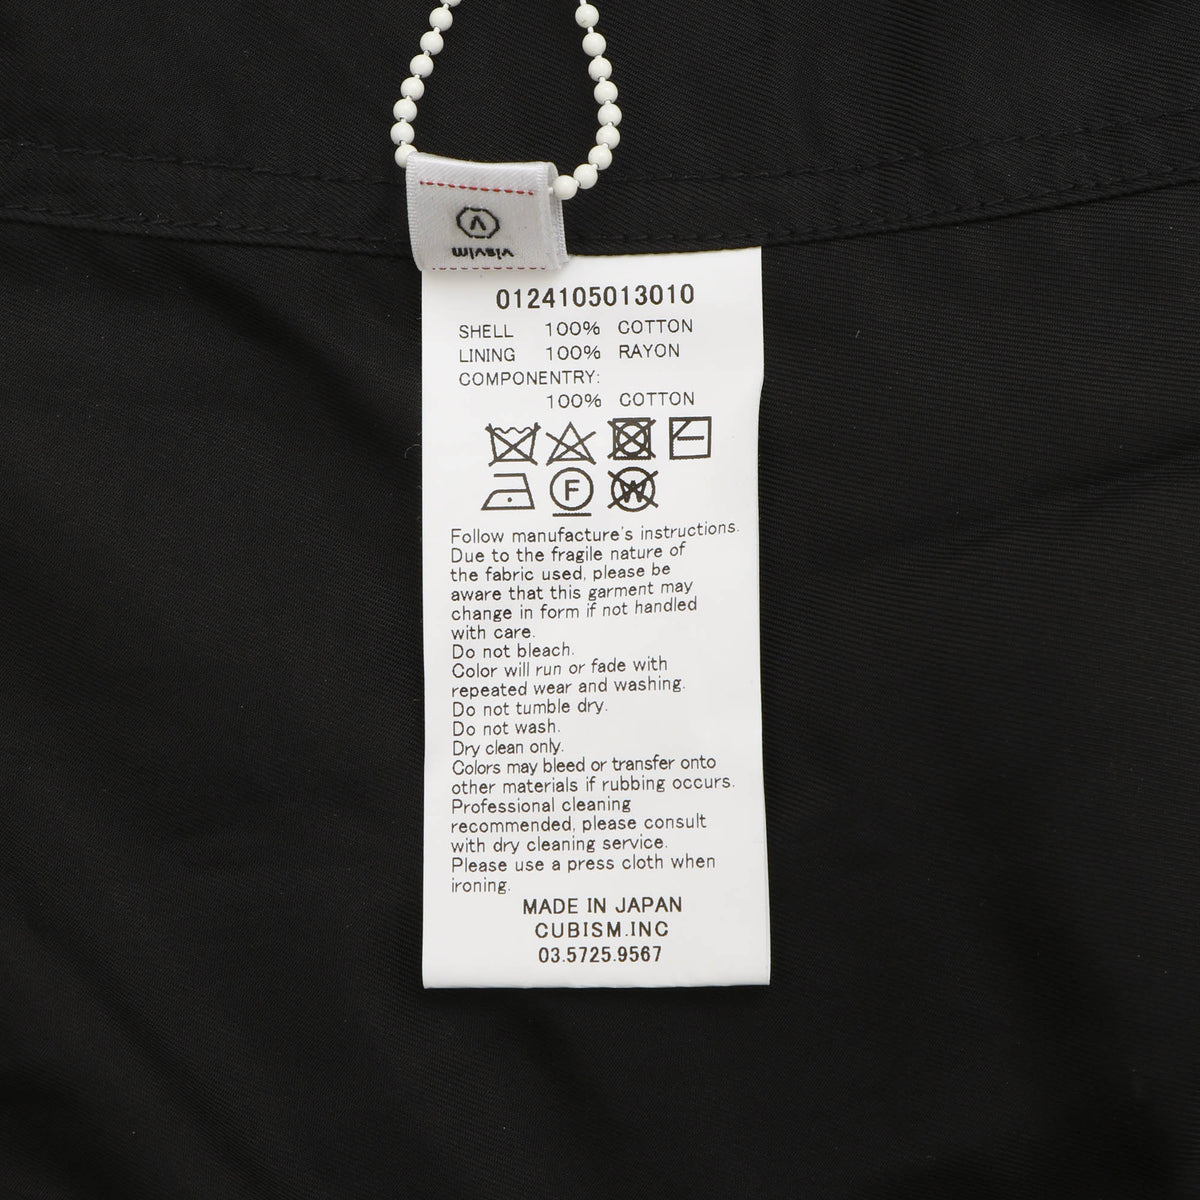 visvim
0124105013010
SHELL 100% COTTON
LINING 100% RAYON
COMPONENTRY:
100% COTTON
F W
Follow manufacture's instructions.
Due to the fragile nature of
the fabric used, please be
aware that this garment may
change in form if not handled
with care.
Do not bleach.
Color will run or fade with
repeated wear and washing.
Do not tumble dry.
Do not wash.
Dry clean only.
Colors may bleed or transfer onto
other materials if rubbing occurs.
Professional cleaning
recommended, please consult
with dry cleaning service.
Please use a press cloth when
ironing.
MADE IN JAPAN
CUBISM.INC
03.5725.9567